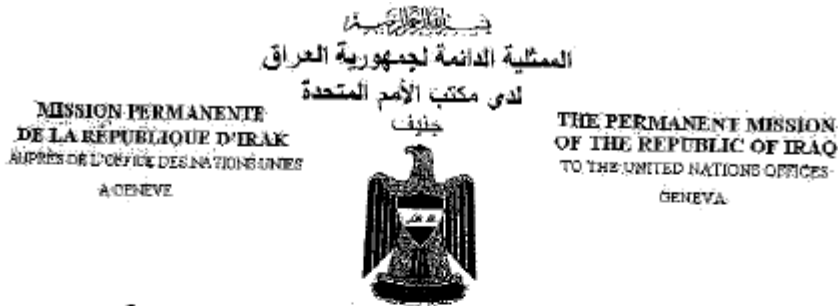 بسم الله الرحمن الرحيم
الممثلية الدائمة لجمهورية العراق
لدى مكتب الأمم المتحدة
جنيف
MISSION PERMANENTE
DE LA RÉPUBLIQUE D'IRAK
AUPRÈS DE L'OFFICE DES NATIONS UNIES
A GENEVE
THE PERMANENT MISSION
OF THE REPUBLIC OF IRAQ
TO THE UNITED NATIONS OFFICES
GENEVA